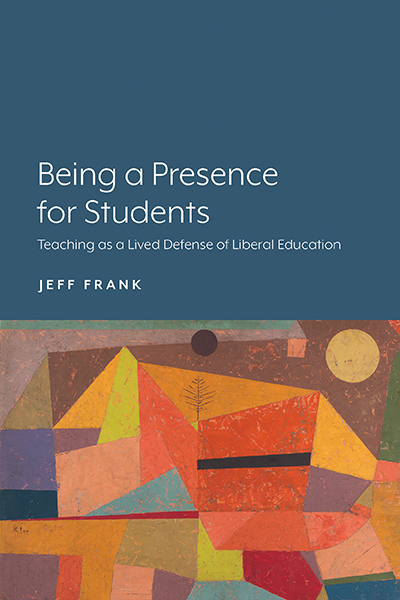 Being a Presence
for Students
Teaching as a Lived Defense of Liberal Education
JEFF FRANK